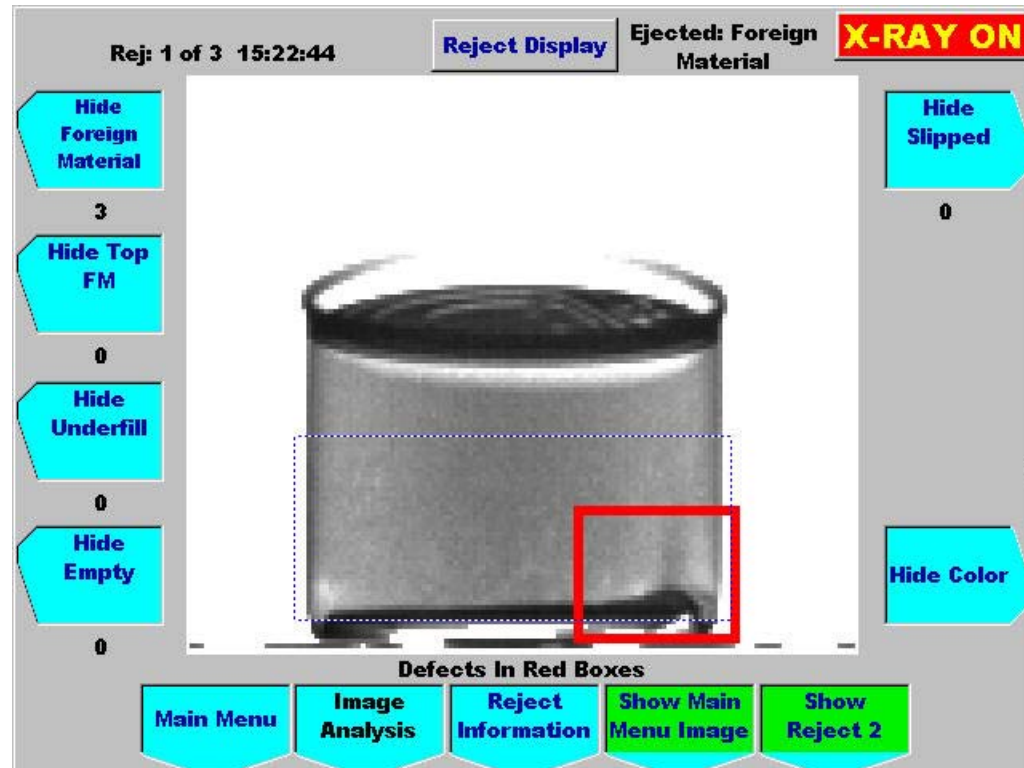 Rej: 1 of 3 15:22:44
Reject Display
Ejected: Foreign
Material
X-RAY ON
Hide
Foreign
Material
3
Hide Top
FM
0
Hide
Underfill
0
Hide
Empty
0
Hide
Slipped
0
Hide Color
Defects In Red Boxes
Main Menu
Image
Analysis
Reject
Information
Show Main
Menu Image
Show
Reject 2